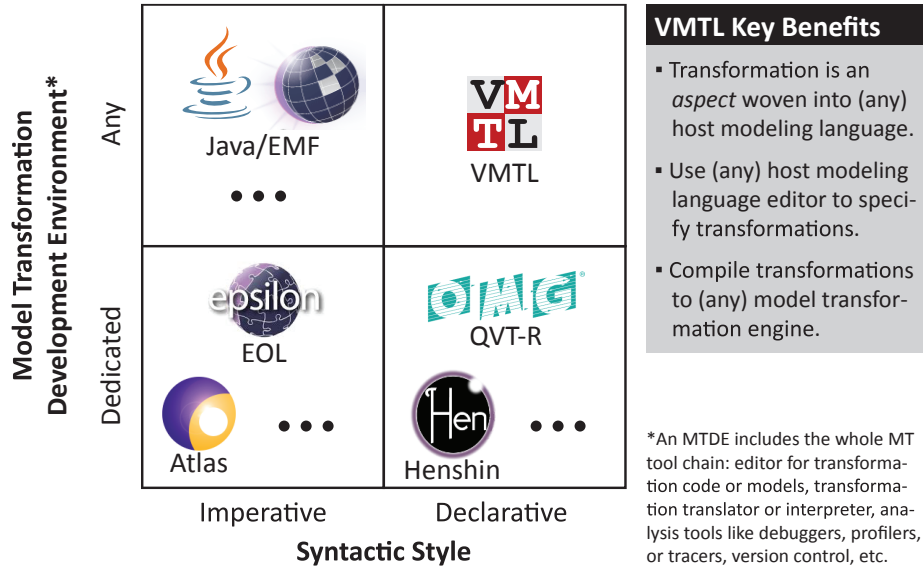 Model Transformation
Development Environment*
Any
Dedicated
Java/EMF
• • •
VM
TL
VMTL
epsilon
EOL
Atlas
• • •
OMG®
QVT-R
Hen
Henshin
• • •
Imperative
Declarative
Syntactic Style
VMTL Key Benefits
▪ Transformation is an
aspect woven into (any)
host modeling language.
▪ Use (any) host modeling
language editor to speci-
fy transformations.
▪ Compile transformations
to (any) model transfor-
mation engine.
*An MTDE includes the whole MT
tool chain: editor for transforma-
tion code or models, transforma-
tion translator or interpreter, ana-
lysis tools like debuggers, profilers,
or tracers, version control, etc.